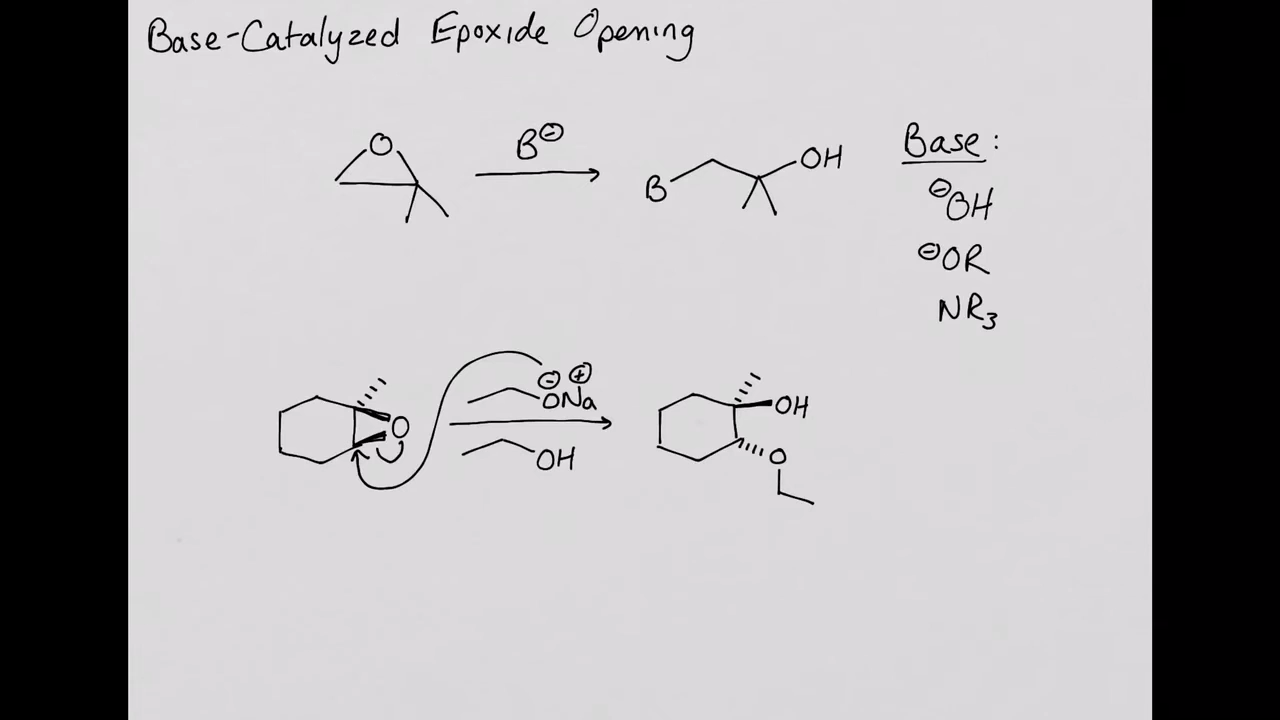 Base-Catalyzed Epoxide Opening
O
B⊖
B
OH
Base:
⊖OH
⊖OR
NR₃
O
⊖ ⊕
ONa
OH
OH
O